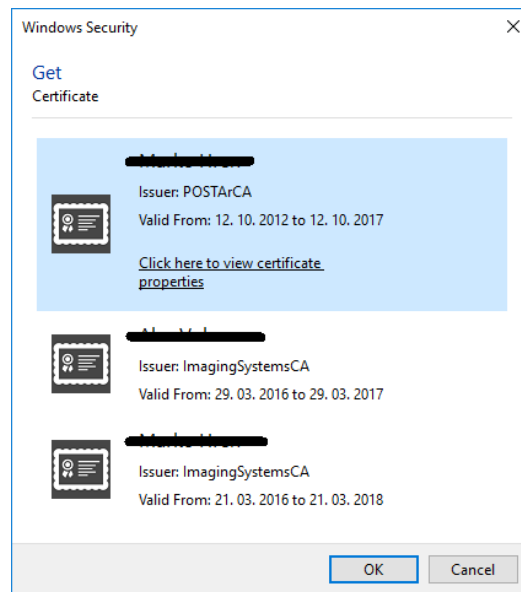 Windows Security
Get
Certificate
Issuer: POSTArCA
Valid From: 12. 10. 2012 to 12. 10. 2017
Click here to view certificate
properties
Issuer: ImagingSystemsCA
Valid From: 29. 03. 2016 to 29. 03. 2017
Issuer: ImagingSystemsCA
Valid From: 21. 03. 2016 to 21. 03. 2018
OK
Cancel